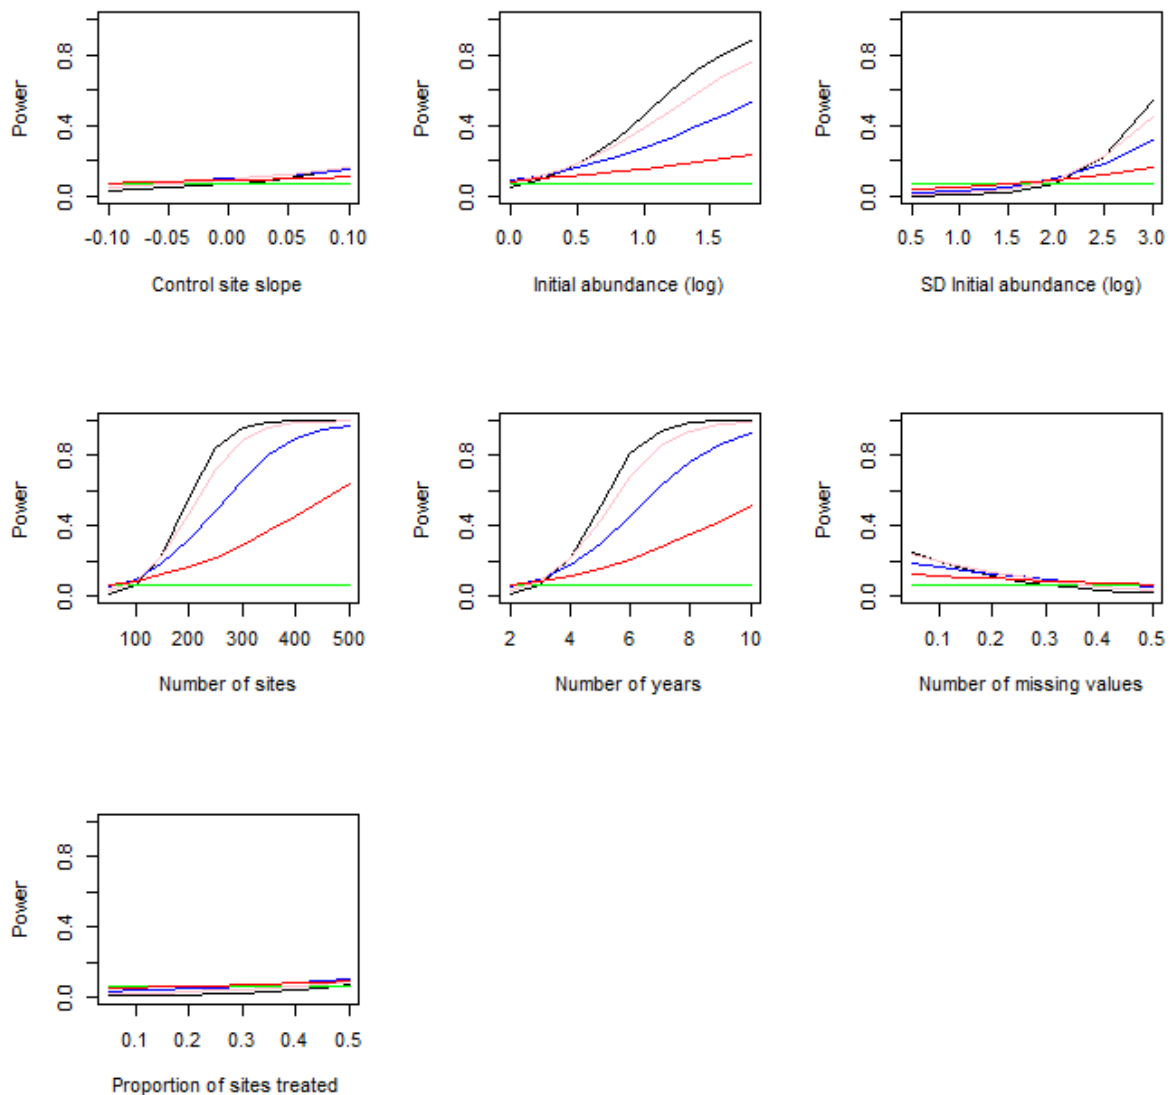 Power
0.0 0.4 0.8
-0.10 -0.05 0.00 0.05 0.10
Control site slope
Power
0.0 0.4 0.8
0.0 0.5 1.0 1.5
Initial abundance (log)
Power
0.0 0.4 0.8
0.5 1.0 1.5 2.0 2.5 3.0
SD Initial abundance (log)
Power
0.0 0.4 0.8
100 200 300 400 500
Number of sites
Power
0.0 0.4 0.8
2 4 6 8 10
Number of years
Power
0.0 0.4 0.8
0.1 0.2 0.3 0.4 0.5
Number of missing values
Power
0.0 0.4 0.8
0.1 0.2 0.3 0.4 0.5
Proportion of sites treated